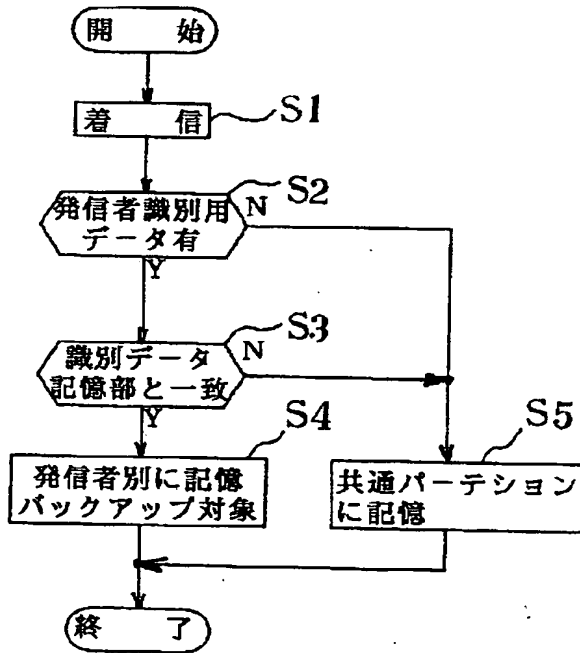 開 始
着 信
S1
発信者識別用
データ有
S2
N
Y
識別データ
記憶部と一致
S3
N
Y
発信者別に記憶
バックアップ対象
S4
共通パーテション
に記憶
S5
終 了